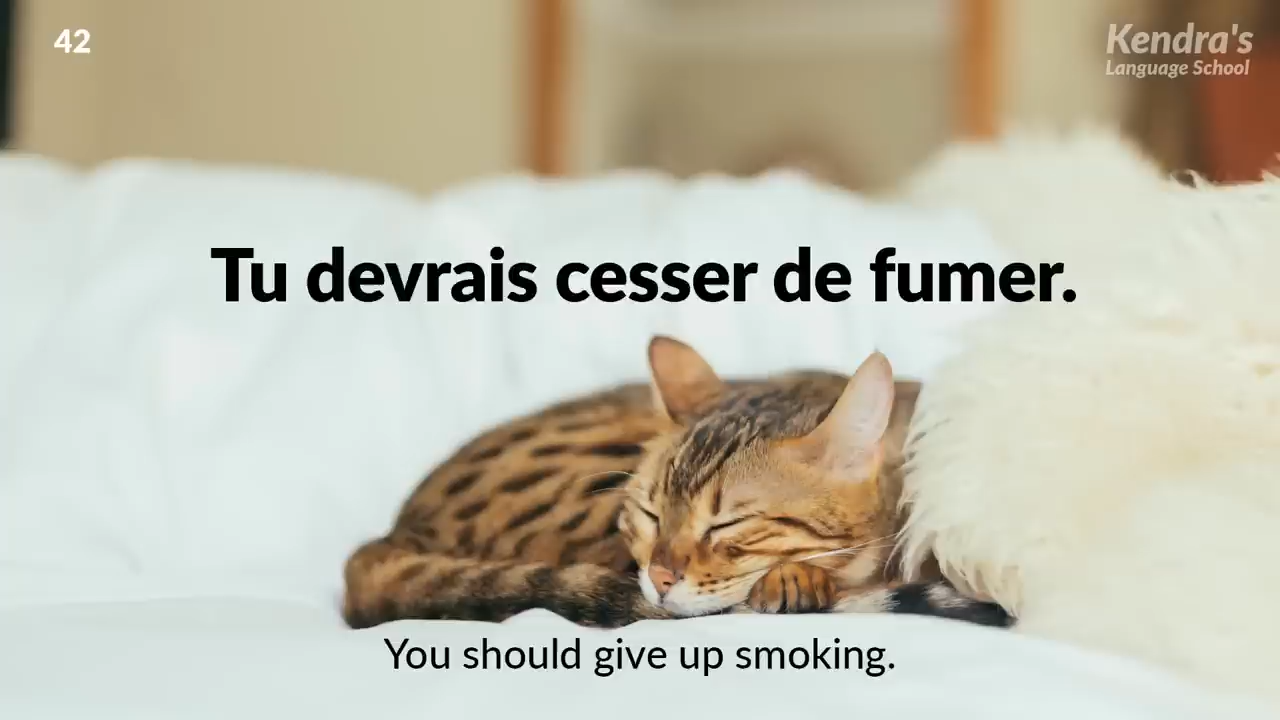 42
Kendra's
Language School
Tu devrais cesser de fumer.
You should give up smoking.